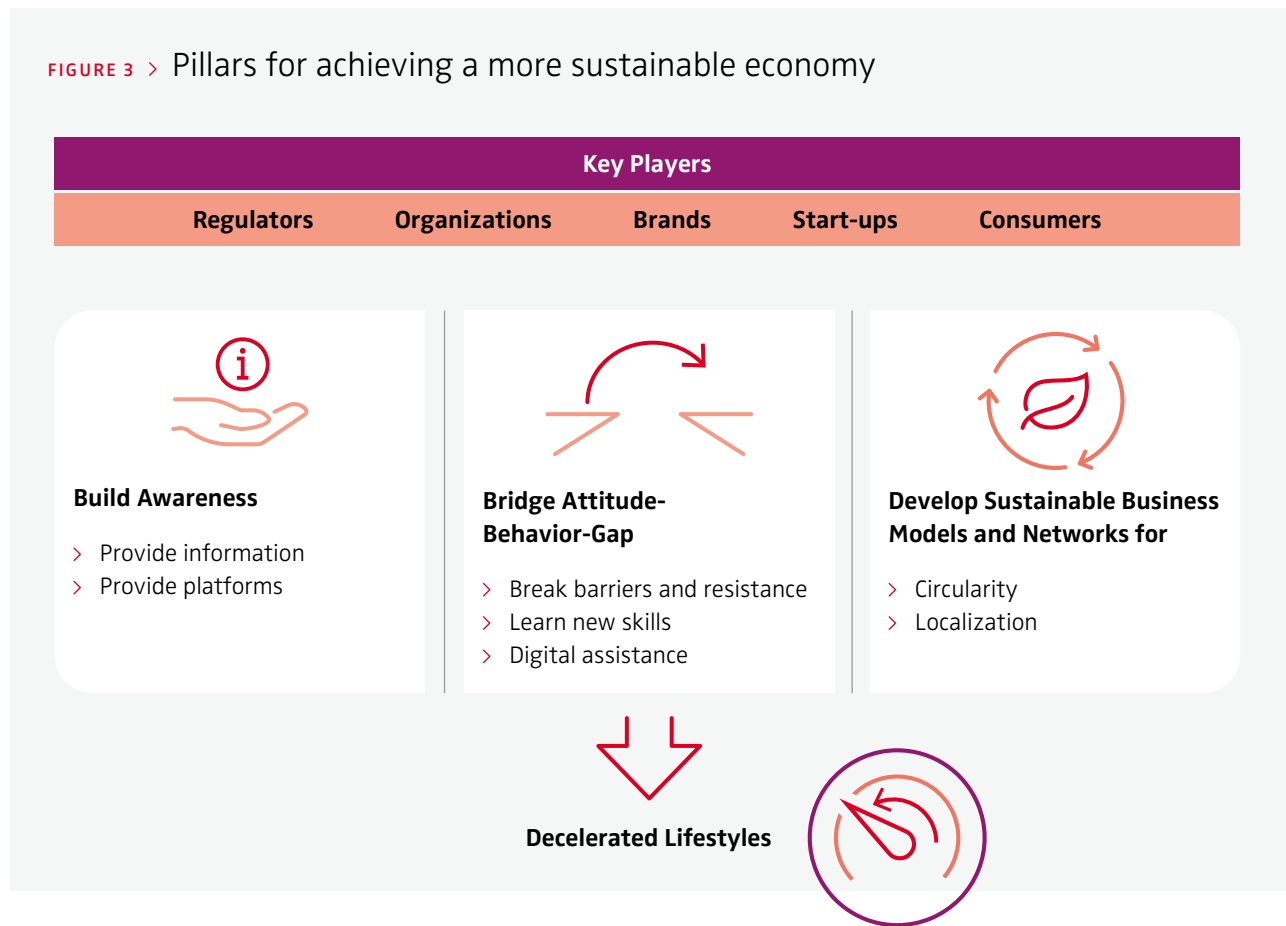 FIGURE 3 > Pillars for achieving a more sustainable economy
Key Players
Regulators Organizations Brands Start-ups Consumers
i
Build Awareness
> Provide information
> Provide platforms
Bridge Attitude-
Behavior-Gap
> Break barriers and resistance
> Learn new skills
> Digital assistance
Develop Sustainable Business
Models and Networks for
> Circularity
> Localization
Decelerated Lifestyles